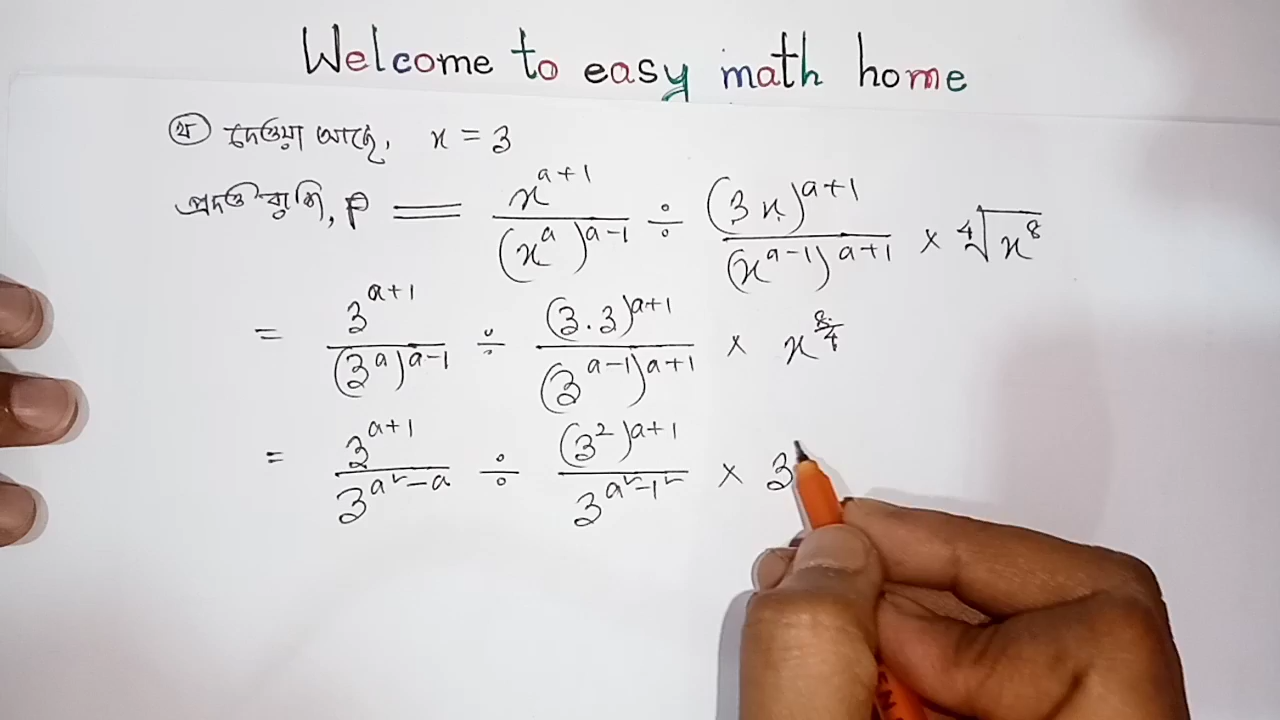 Welcome to easy math home
(খ) দেওয়া আছে, x = 3
প্রদত্ত রাশি, P = x^(a+1) / (x^a)^(a-1) ÷ (3x)^(a+1) / (x^(a-1))^(a+1) × ⁴√x⁸
= 3^(a+1) / (3^a)^(a-1) ÷ (3.3)^(a+1) / (3^(a-1))^(a+1) × x^(8/4)
= 3^(a+1) / 3^(a²-a) ÷ (3²)^(a+1) / 3^(a²-1²) × 3